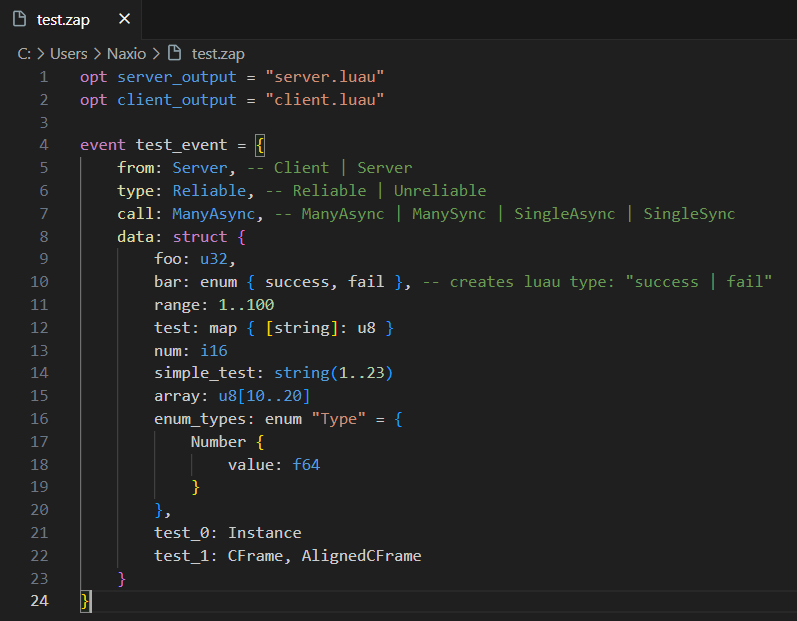 test.zap
C: > Users > Naxio > test.zap
1 opt server_output = "server.luau"
2 opt client_output = "client.luau"
3
4 event test_event = {
5 from: Server, -- Client | Server
6 type: Reliable, -- Reliable | Unreliable
7 call: ManyAsync, -- ManyAsync | ManySync | SingleAsync | SingleSync
8 data: struct {
9 foo: u32,
10 bar: enum { success, fail }, -- creates luau type: "success | fail"
11 range: 1..100
12 test: map { [string]: u8 }
13 num: i16
14 simple_test: string(1..23)
15 array: u8[10..20]
16 enum_types: enum "Type" = {
17 Number {
18 value: f64
19 }
20 },
21 test_0: Instance
22 test_1: CFrame, AlignedCFrame
23 }
24 }